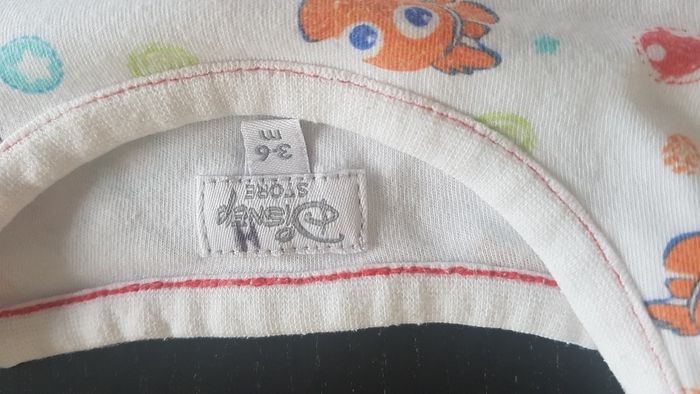 Disney
STORE
3-6
m